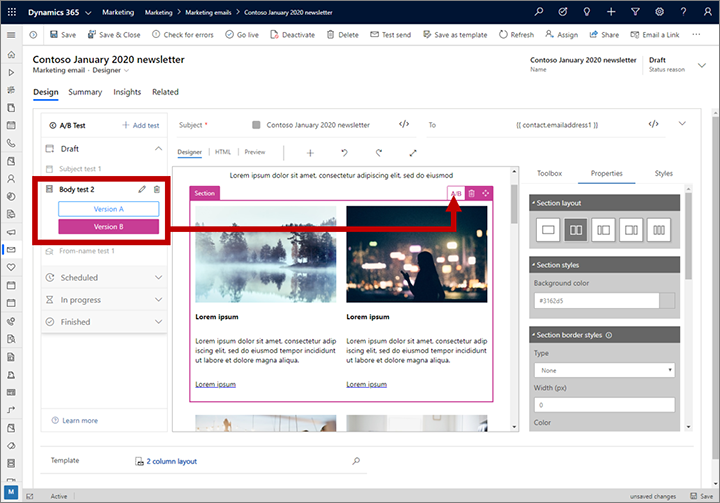 Dynamics 365 Marketing Marketing > Marketing emails > Contoso January 2020 newsletter
Save Save & Close Check for errors Go live Deactivate Delete Test send Save as template Refresh Assign Share Email a Link ...
Contoso January 2020 newsletter
Marketing email · Designer
Contoso January 2020 newsletter
Name
Draft
Status reason
Design Summary Insights Related
A/B Test + Add test
Subject * Contoso January 2020 newsletter </> To {{ contact.emailaddress1 }} </>
Draft
Subject test 1
Body test 2
Version A
Version B
From-name test 1
Scheduled
In progress
Finished
Learn more
Designer HTML Preview
Lorem ipsum dolor sit amet, consectetur adipiscing elit, sed do eiusmod
Section A/B
Lorem ipsum
Lorem ipsum dolor sit amet, consectetur adip
iscing elit, sed do eiusmod tempor incididunt
ut labore et dolore magna aliqua.
Lorem ipsum
Lorem ipsum
Lorem ipsum dolor sit amet, consectetur adip
iscing elit, sed do eiusmod tempor incididunt
ut labore et dolore magna aliqua.
Lorem ipsum
Toolbox Properties Styles
Section layout
Section styles
Background color
#3162d5
Section border styles
Type
None
Width (px)
0
Color
Template 2 column layout
M
Active unsaved changes Save